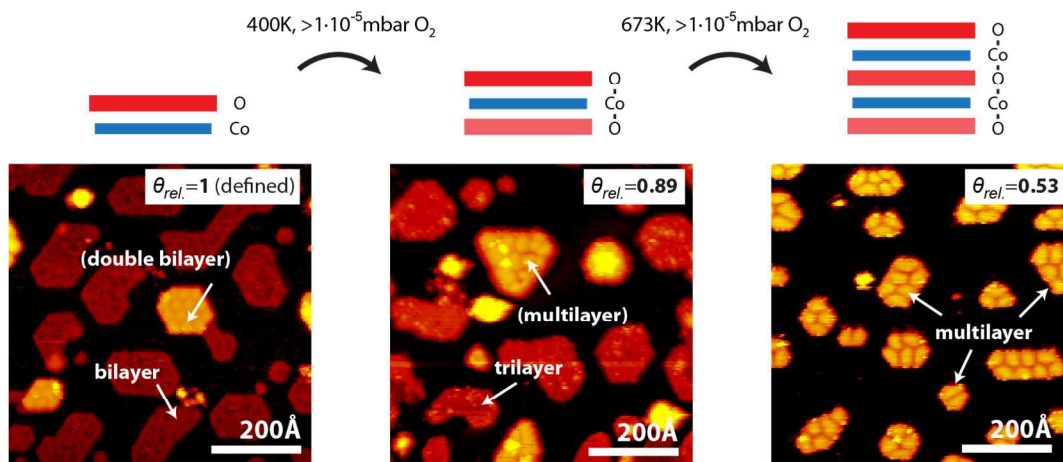 400K, >1·10⁻⁵mbar O₂
673K, >1·10⁻⁵mbar O₂
O
Co
O
Co
O
O
Co
O
Co
O
θrel.=1 (defined)
(double bilayer)
bilayer
200Å
θrel.=0.89
(multilayer)
trilayer
200Å
θrel.=0.53
multilayer
200Å